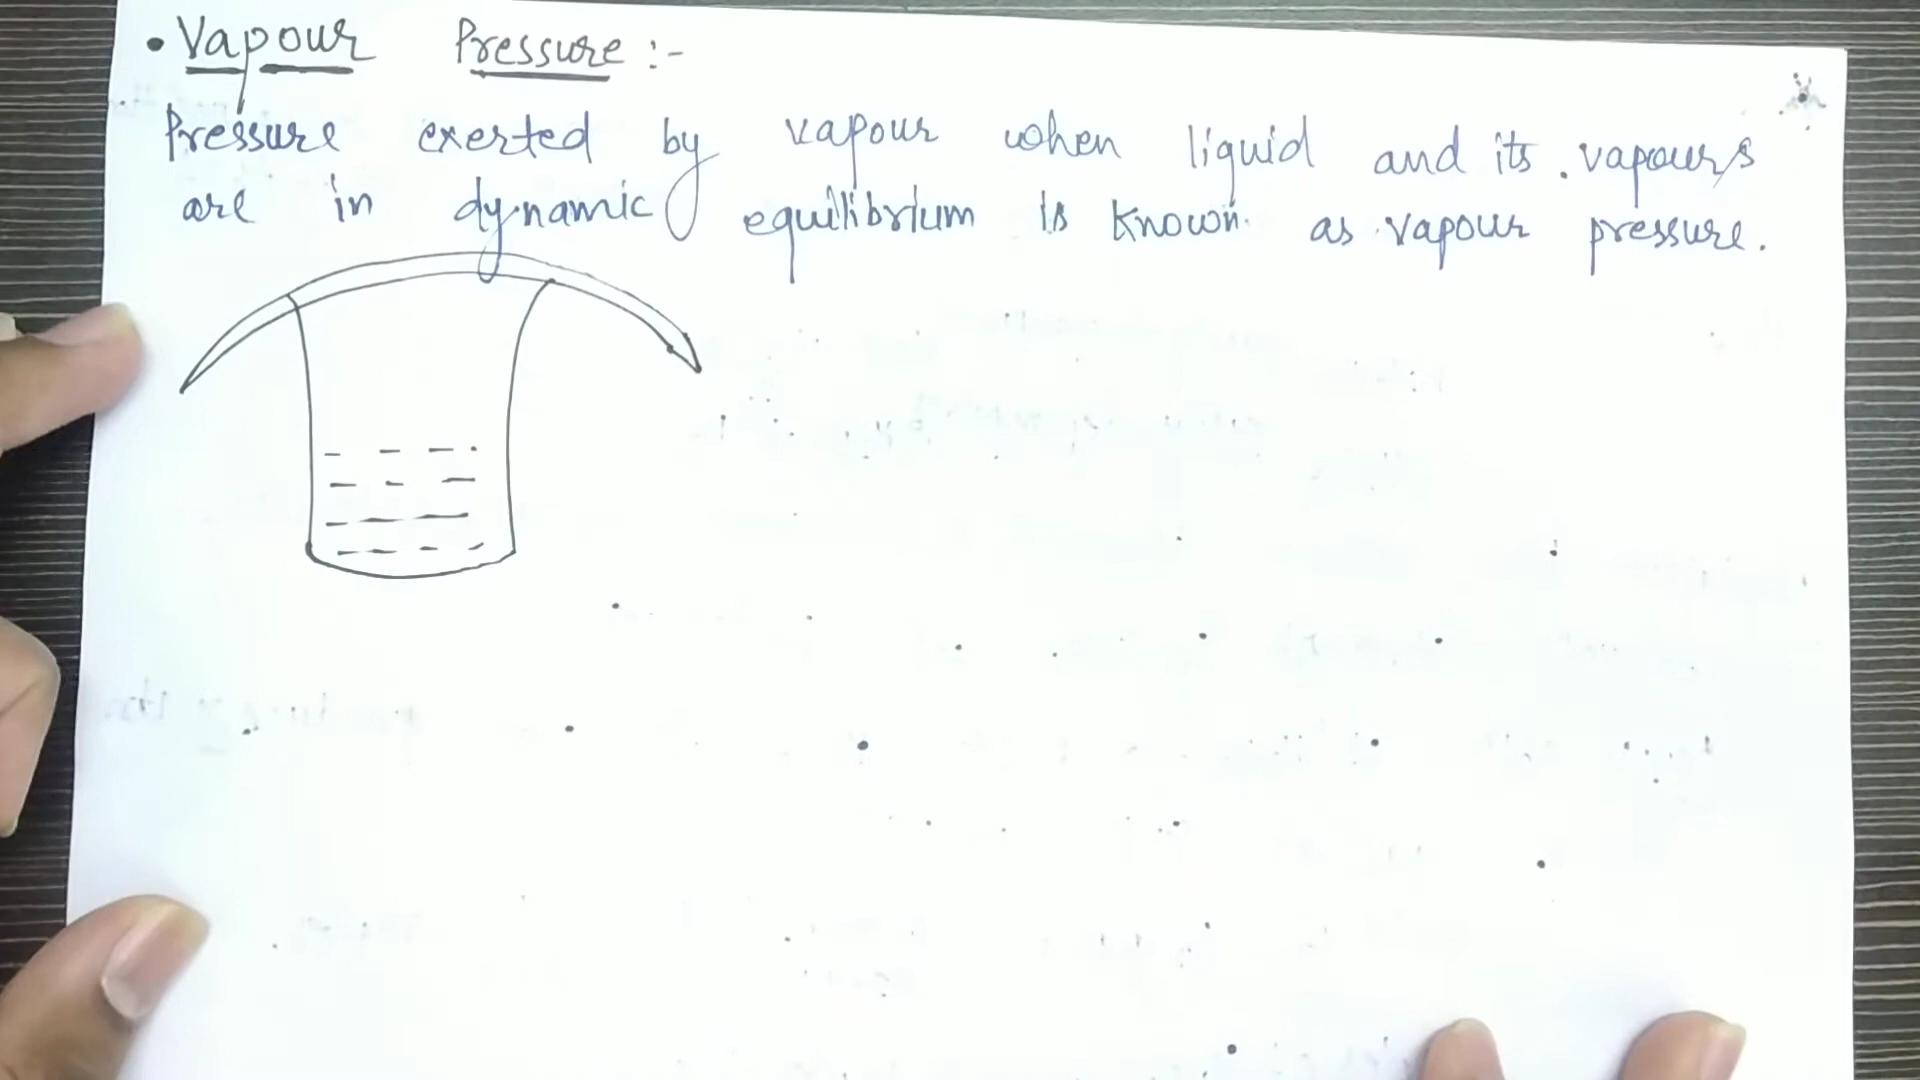 • Vapour Pressure :-
Pressure exerted by vapour when liquid and its vapours
are in dynamic equilibrium is known as vapour pressure.